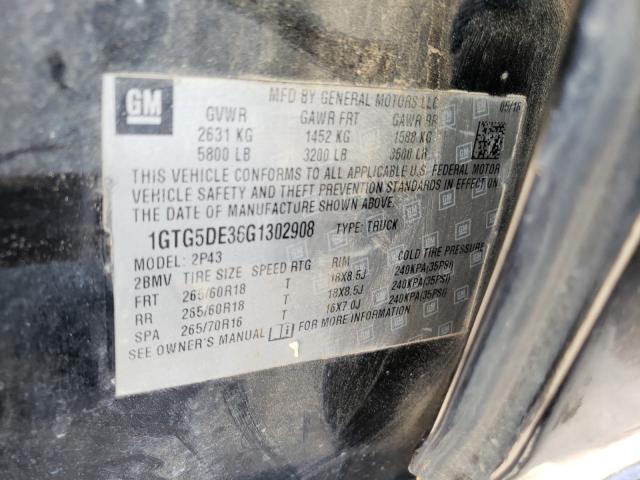 GM
MFD BY GENERAL MOTORS LLC
05/16
GVWR GAWR FRT GAWR RR
2631 KG 1452 KG 1588 KG
5800 LB 3200 LB 3500 LB
THIS VEHICLE CONFORMS TO ALL APPLICABLE U.S. FEDERAL MOTOR
VEHICLE SAFETY AND THEFT PREVENTION STANDARDS IN EFFECT ON
THE DATE OF MANUFACTURE SHOWN ABOVE.
1GTG5DE36G1302908 TYPE: TRUCK
MODEL: 2P43
2BMV TIRE SIZE SPEED RTG RIM COLD TIRE PRESSURE
FRT 265/60R18 T 18X8.5J 240KPA(35PSI)
RR 265/60R18 T 18X8.5J 240KPA(35PSI)
SPA 265/70R16 T 16X7.0J 240KPA(35PSI)
SEE OWNER'S MANUAL FOR MORE INFORMATION.